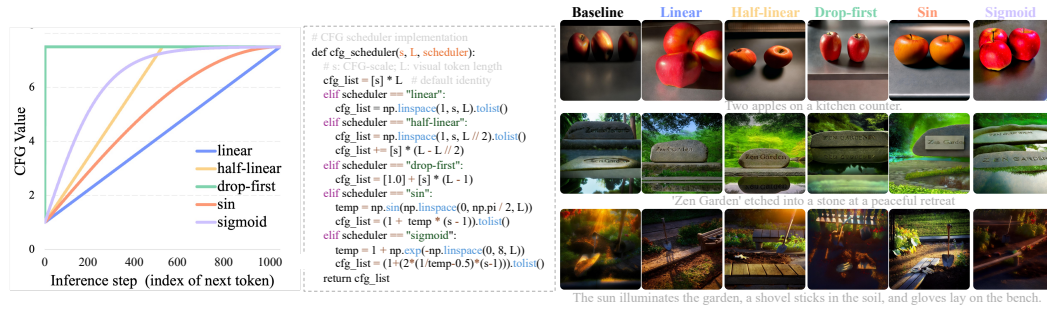 6
4
2
0
0
200
400
600
800
1000
CFG Value
Inference step (index of next token)
linear
half-linear
drop-first
sin
sigmoid
# CFG scheduler implementation
def cfg_scheduler(s, L, scheduler):
# s: CFG-scale; L: visual token length
cfg_list = [s] * L # default identity
elif scheduler == "linear":
cfg_list = np.linspace(1, s, L).tolist()
elif scheduler == "half-linear":
cfg_list = np.linspace(1, s, L // 2).tolist()
cfg_list += [s] * (L - L // 2)
elif scheduler == "drop-first":
cfg_list = [1.0] + [s] * (L - 1)
elif scheduler == "sin":
temp = np.sin(np.linspace(0, np.pi / 2, L))
cfg_list = (1 + temp * (s - 1)).tolist()
elif scheduler == "sigmoid":
temp = 1 + np.exp(-np.linspace(0, 8, L))
cfg_list = (1+(2*(1/temp-0.5)*(s-1))).tolist()
return cfg_list
Baseline Linear Half-linear Drop-first Sin Sigmoid
Two apples on a kitchen counter.
Zen Garden
Zen Garden
'Zen Garden' etched into a stone at a peaceful retreat
The sun illuminates the garden, a shovel sticks in the soil, and gloves lay on the bench.